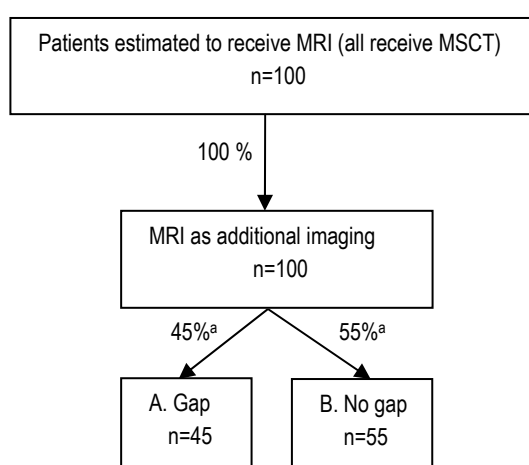 Patients estimated to receive MRI (all receive MSCT)
n=100
100 %
MRI as additional imaging
n=100
45%ᵃ
55%ᵃ
A. Gap
n=45
B. No gap
n=55